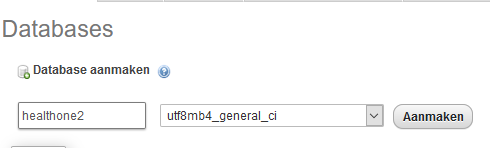 Databases
Database aanmaken
healthone2 utf8mb4_general_ci Aanmaken